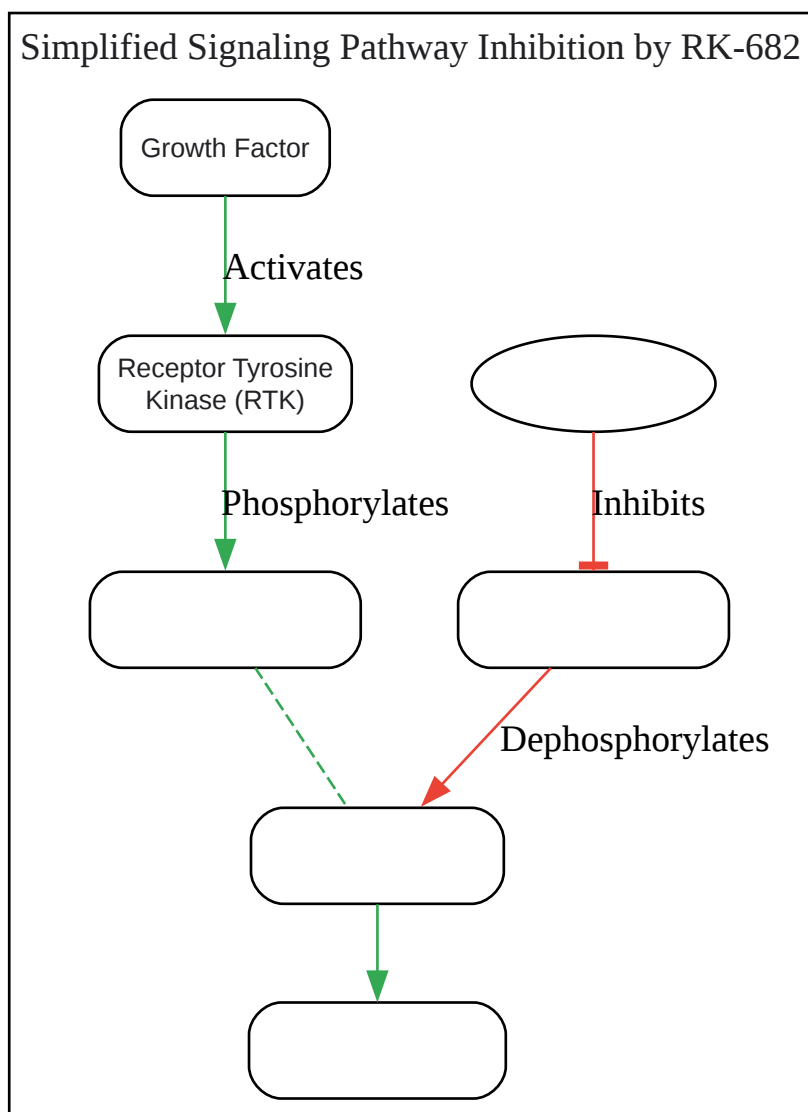 Simplified Signaling Pathway Inhibition by RK-682
Growth Factor
Activates
Receptor Tyrosine
Kinase (RTK)
Phosphorylates
Inhibits
Dephosphorylates